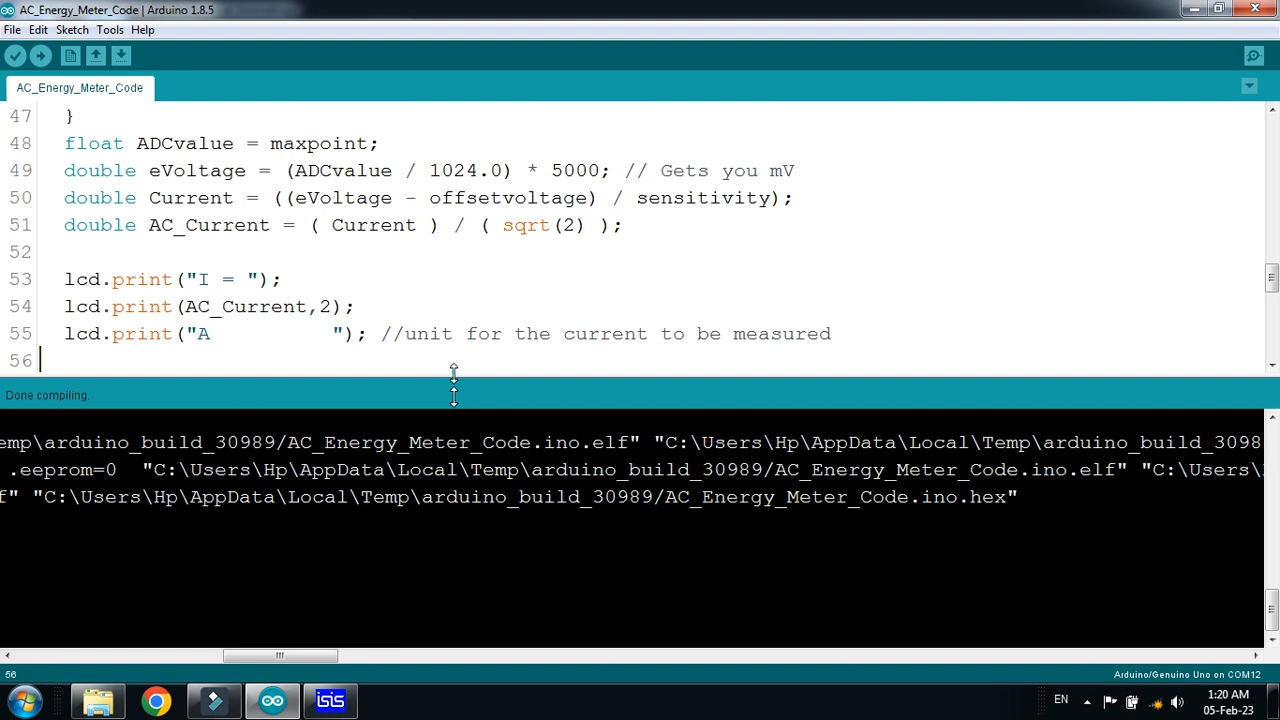 AC_Energy_Meter_Code | Arduino 1.8.5
File Edit Sketch Tools Help
AC_Energy_Meter_Code
47 }
48 float ADCvalue = maxpoint;
49 double eVoltage = (ADCvalue / 1024.0) * 5000; // Gets you mV
50 double Current = ((eVoltage - offsetvoltage) / sensitivity);
51 double AC_Current = ( Current ) / ( sqrt(2) );
52
53 lcd.print("I = ");
54 lcd.print(AC_Current,2);
55 lcd.print("A          "); //unit for the current to be measured
56
Done compiling.
emp\arduino_build_30989/AC_Energy_Meter_Code.ino.elf" "C:\Users\Hp\AppData\Local\Temp\arduino_build_3098
.eeprom=0  "C:\Users\Hp\AppData\Local\Temp\arduino_build_30989/AC_Energy_Meter_Code.ino.elf" "C:\Users\
f" "C:\Users\Hp\AppData\Local\Temp\arduino_build_30989/AC_Energy_Meter_Code.ino.hex"
56 Arduino/Genuino Uno on COM12
isis EN 1:20 AM
05-Feb-23